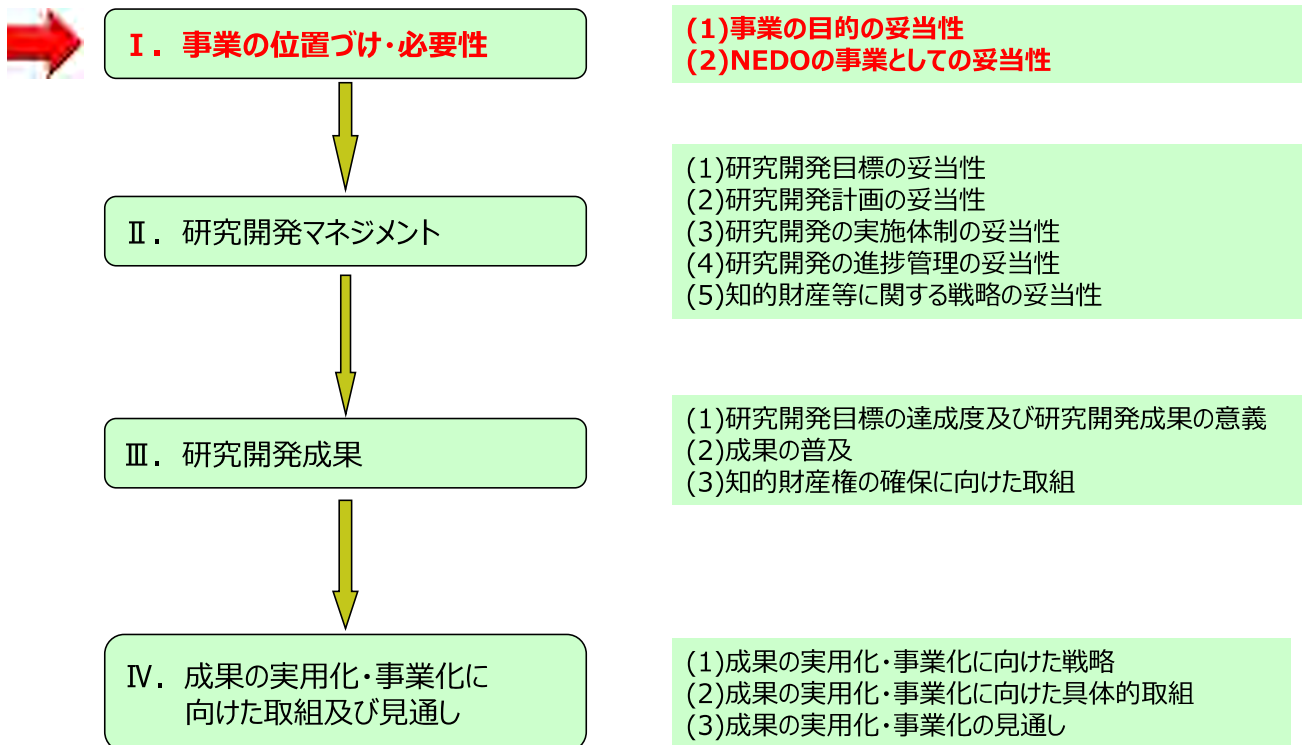 Ⅰ. 事業の位置づけ・必要性
(1)事業の目的の妥当性
(2)NEDOの事業としての妥当性
Ⅱ. 研究開発マネジメント
(1)研究開発目標の妥当性
(2)研究開発計画の妥当性
(3)研究開発の実施体制の妥当性
(4)研究開発の進捗管理の妥当性
(5)知的財産等に関する戦略の妥当性
Ⅲ. 研究開発成果
(1)研究開発目標の達成度及び研究開発成果の意義
(2)成果の普及
(3)知的財産権の確保に向けた取組
Ⅳ. 成果の実用化・事業化に
向けた取組及び見通し
(1)成果の実用化・事業化に向けた戦略
(2)成果の実用化・事業化に向けた具体的取組
(3)成果の実用化・事業化の見通し